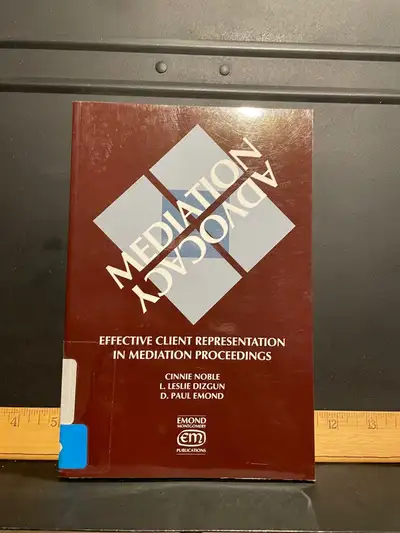 MEDIATION
ADVOCACY
EFFECTIVE CLIENT REPRESENTATION
IN MEDIATION PROCEEDINGS
CINNIE NOBLE
L. LESLIE DIZGUN
D. PAUL EMOND
EMOND
MONTGOMERY
em
PUBLICATIONS
4
5
12
13